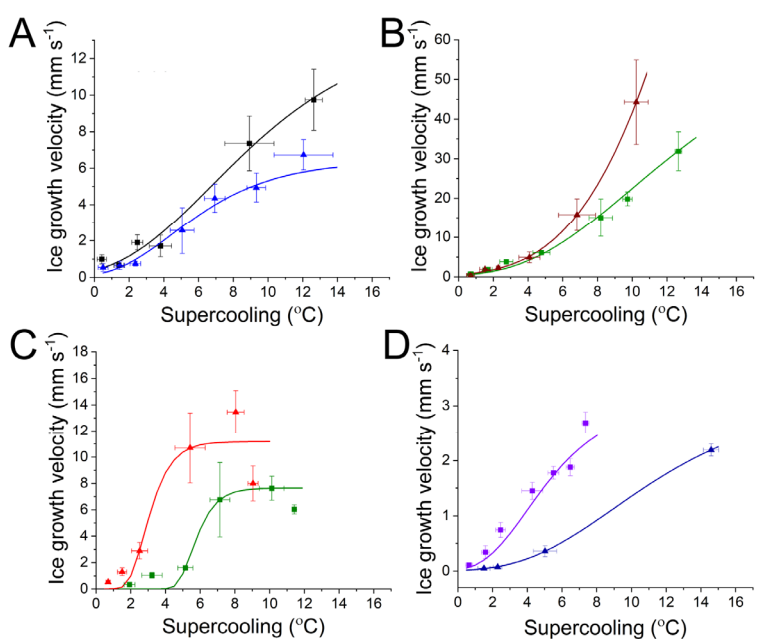 A
Ice growth velocity (mm s⁻¹)
12
10
8
6
4
2
0
0 2 4 6 8 10 12 14 16
Supercooling (ºC)
B
Ice growth velocity (mm s⁻¹)
60
50
40
30
20
10
0
0 2 4 6 8 10 12 14 16
Supercooling (ºC)
C
Ice growth velocity (mm s⁻¹)
18
16
14
12
10
8
6
4
2
0
0 2 4 6 8 10 12 14 16
Supercooling (ºC)
D
Ice growth velocity (mm s⁻¹)
4
3
2
1
0
0 2 4 6 8 10 12 14 16
Supercooling (ºC)